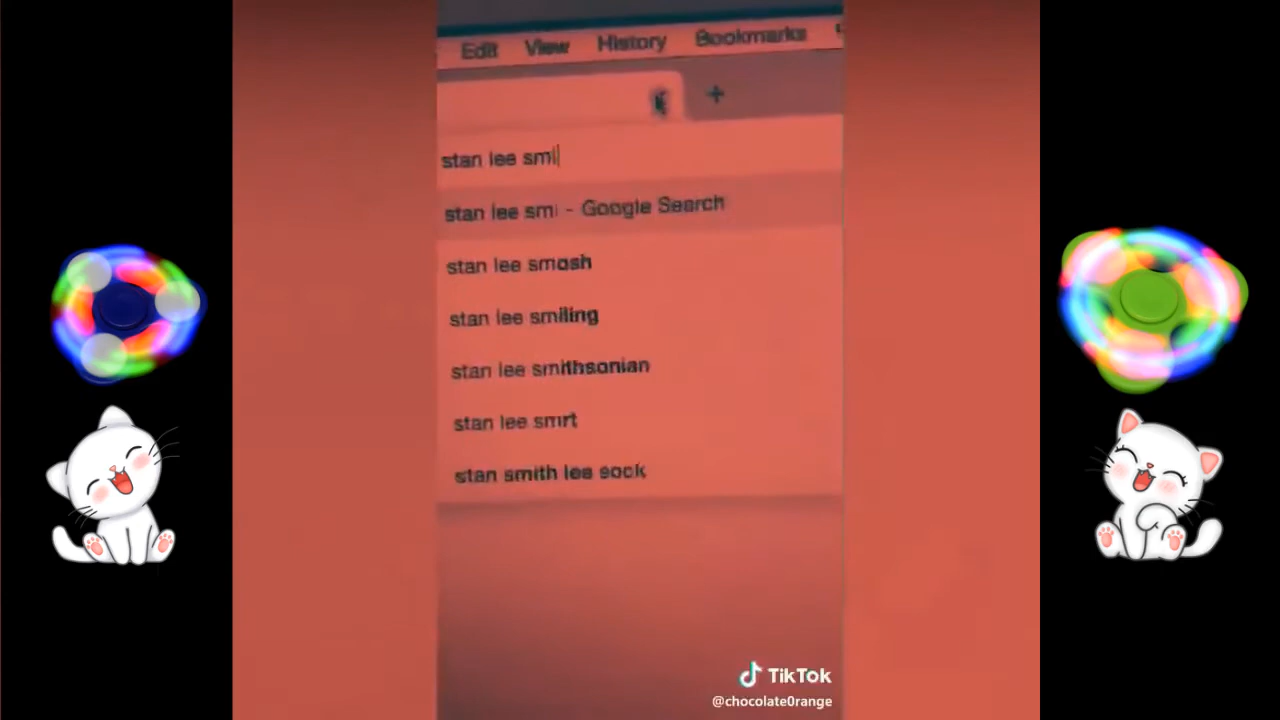 Edit View History Bookmarks
+
stan lee smi
stan lee smi - Google Search
stan lee smosh
stan lee smiling
stan lee smithsonian
stan lee smrt
stan smith lee sock
TikTok
@chocolate0range